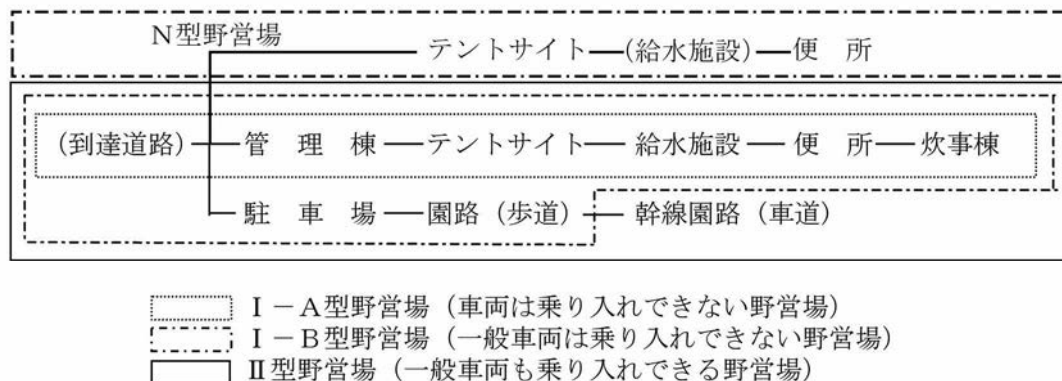 N型野営場
テントサイト―(給水施設)―便 所
(到達道路)―管 理 棟―テントサイト―給水施設―便 所―炊事棟
駐 車 場―園路(歩道)―幹線園路(車道)
Ⅰ-A型野営場(車両は乗り入れできない野営場)
Ⅰ-B型野営場(一般車両は乗り入れできない野営場)
Ⅱ型野営場(一般車両も乗り入れできる野営場)